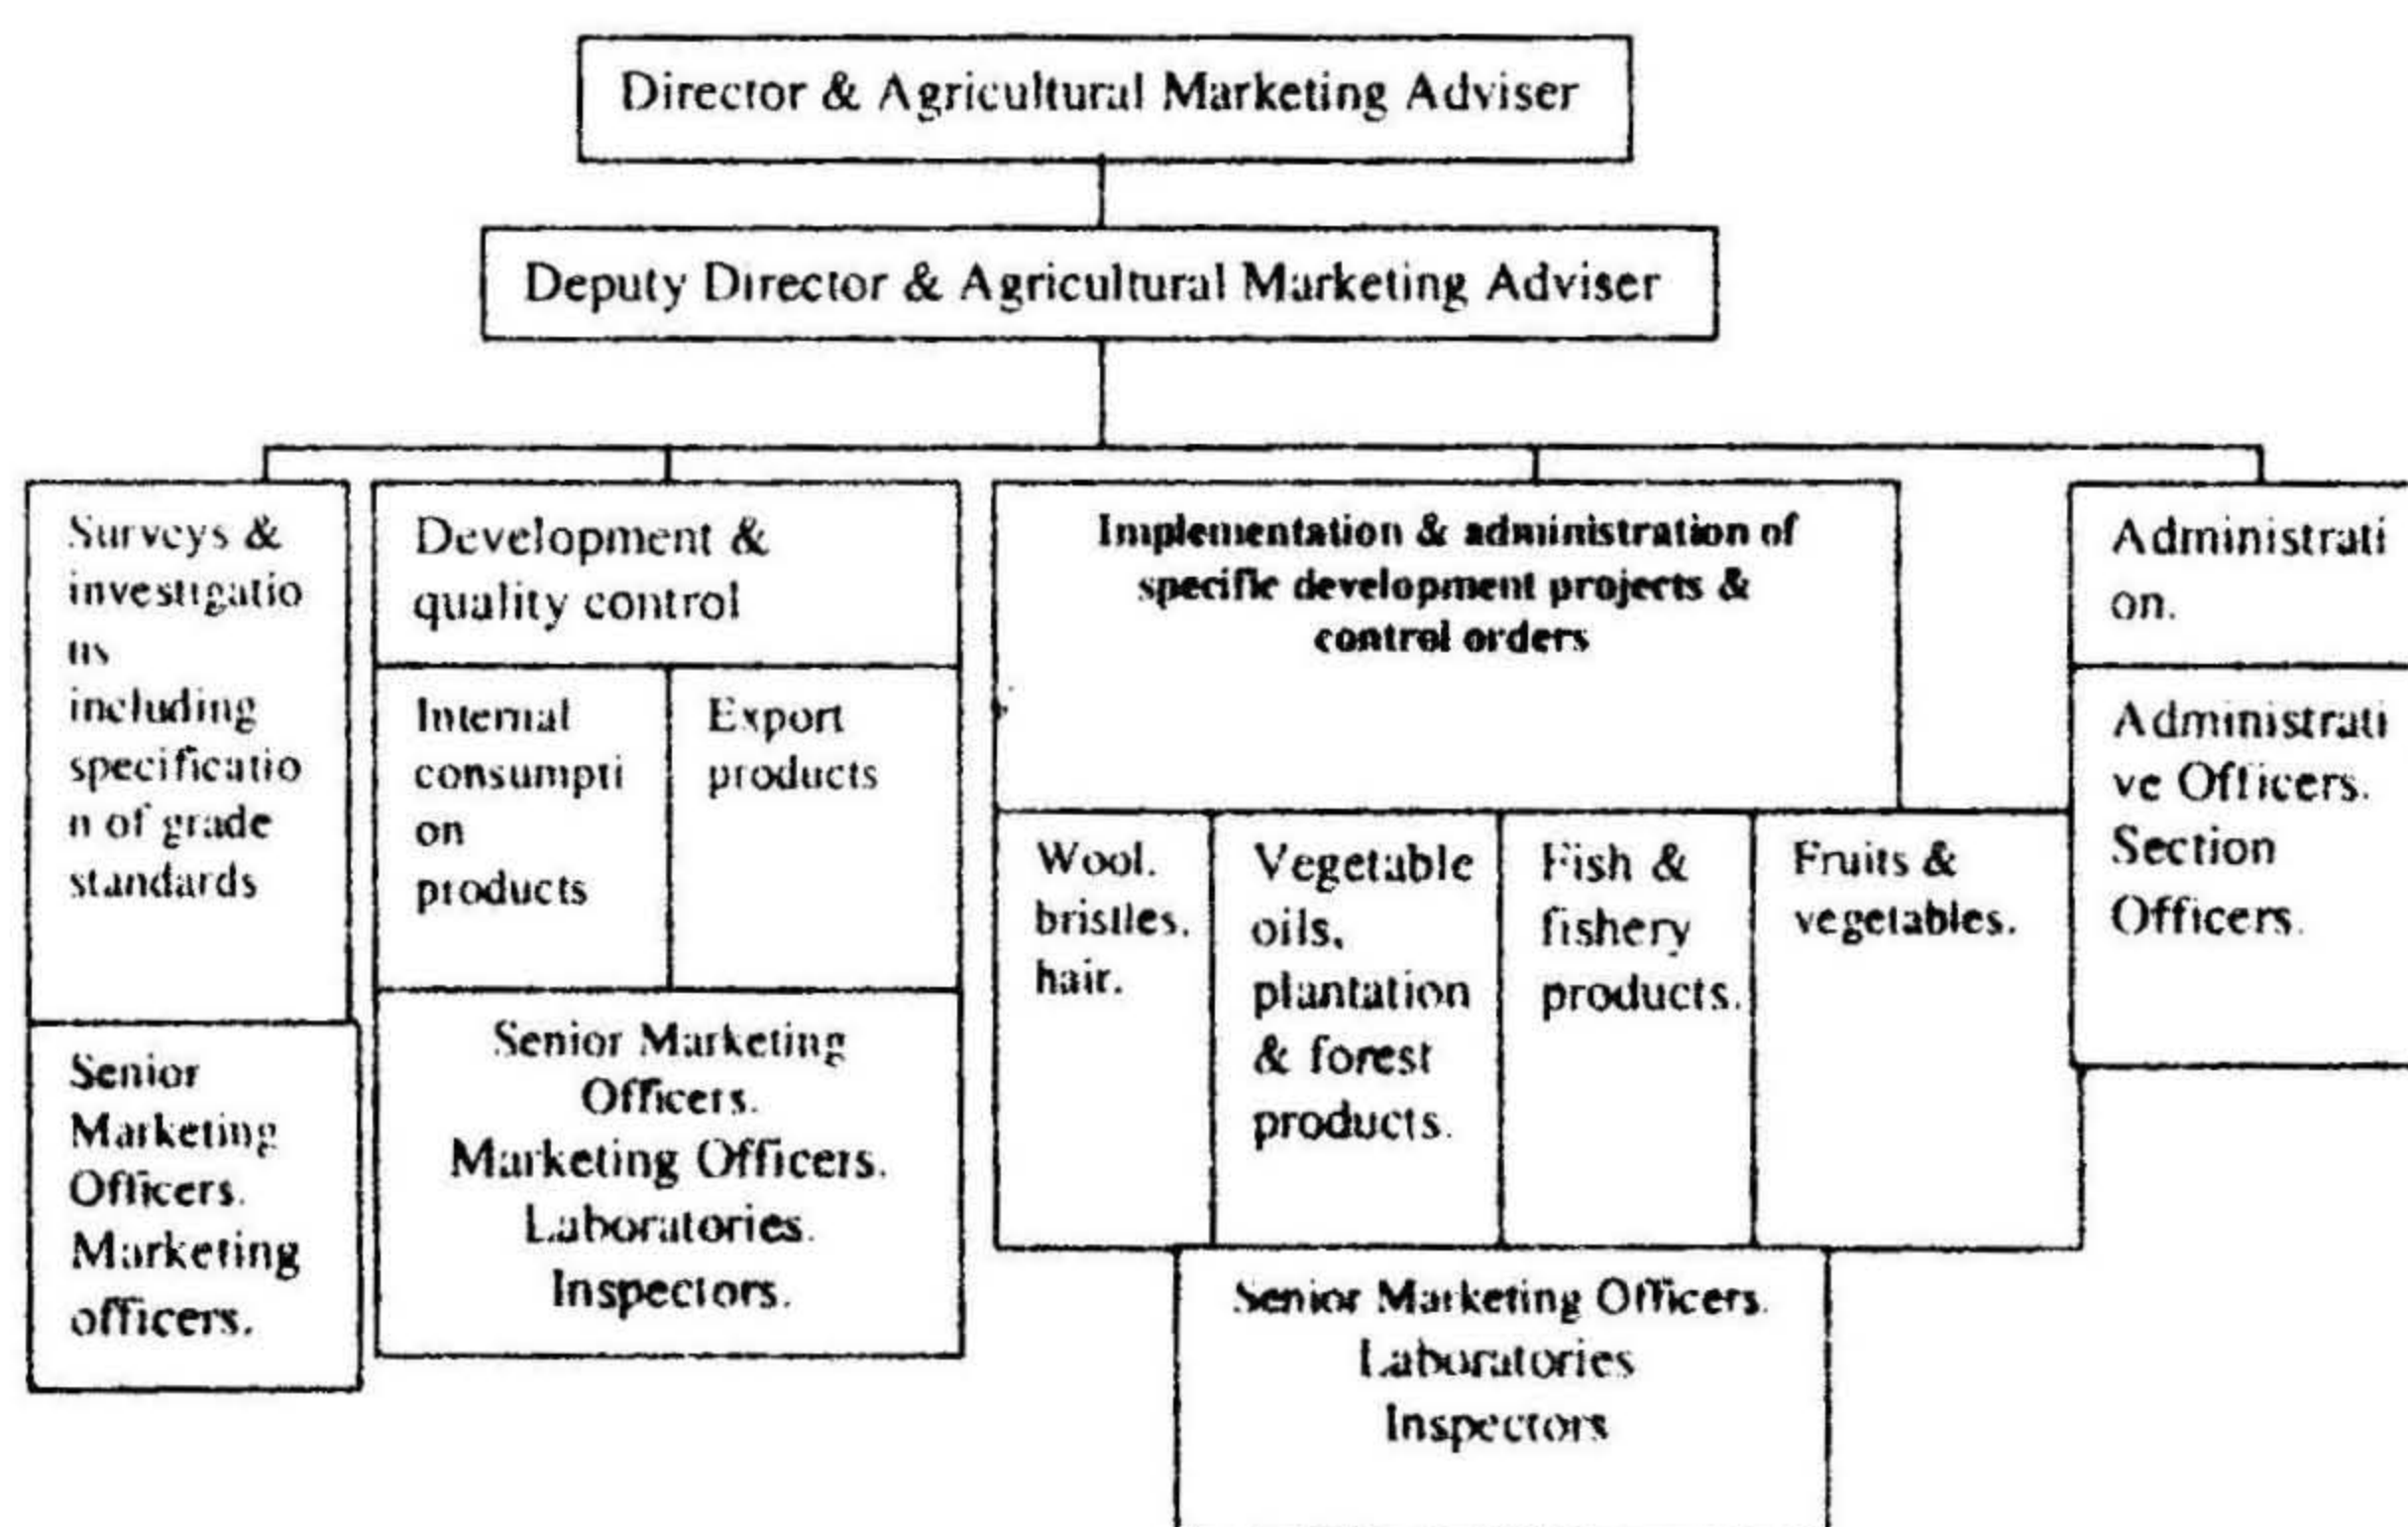 Director & Agricultural Marketing Adviser
Deputy Director & Agricultural Marketing Adviser
Surveys &
investigatio
ns
including
specificatio
n of grade
standards
Senior
Marketing
Officers.
Marketing
officers.
Development &
quality control
Internal
consumpti
on
products
Export
products
Senior Marketing
Officers.
Marketing Officers.
Laboratories.
Inspectors.
Implementation & administration of
specific development projects &
control orders
Wool.
bristles.
hair.
Vegetable
oils,
plantation
& forest
products.
Fish &
fishery
products.
Fruits &
vegetables.
Senior Marketing Officers.
Laboratories
Inspectors
Administrati
on.
Administrati
ve Officers.
Section
Officers.